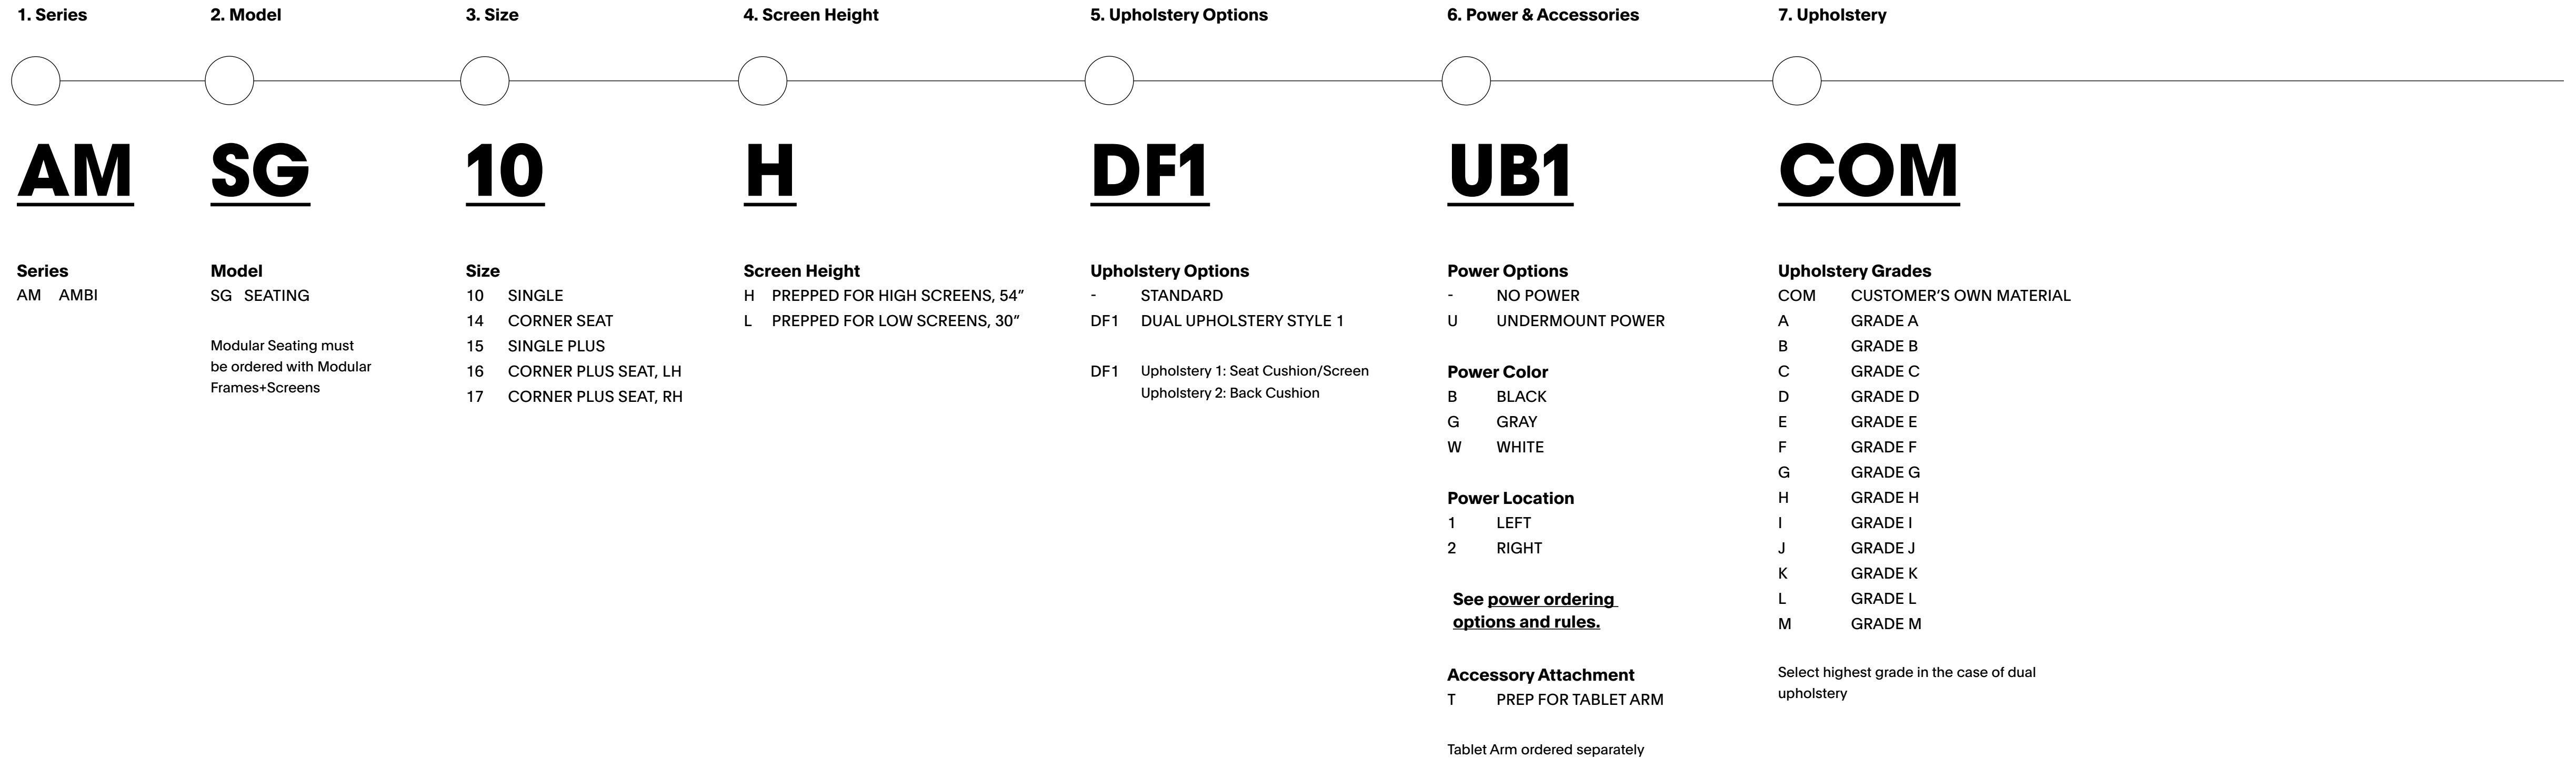 1. Series
2. Model
3. Size
4. Screen Height
5. Upholstery Options
6. Power & Accessories
7. Upholstery
AM
SG
10
H
DF1
UB1
COM
Series
AM AMBI
Model
SG SEATING
Modular Seating must
be ordered with Modular
Frames+Screens
Size
10 SINGLE
14 CORNER SEAT
15 SINGLE PLUS
16 CORNER PLUS SEAT, LH
17 CORNER PLUS SEAT, RH
Screen Height
H PREPPED FOR HIGH SCREENS, 54”
L PREPPED FOR LOW SCREENS, 30”
Upholstery Options
- STANDARD
DF1 DUAL UPHOLSTERY STYLE 1
DF1 Upholstery 1: Seat Cushion/Screen
Upholstery 2: Back Cushion
Power Options
- NO POWER
U UNDERMOUNT POWER
Power Color
B BLACK
G GRAY
W WHITE
Power Location
1 LEFT
2 RIGHT
See power ordering
options and rules.
Accessory Attachment
T PREP FOR TABLET ARM
Tablet Arm ordered separately
Upholstery Grades
COM CUSTOMER’S OWN MATERIAL
A GRADE A
B GRADE B
C GRADE C
D GRADE D
E GRADE E
F GRADE F
G GRADE G
H GRADE H
I GRADE I
J GRADE J
K GRADE K
L GRADE L
M GRADE M
Select highest grade in the case of dual
upholstery